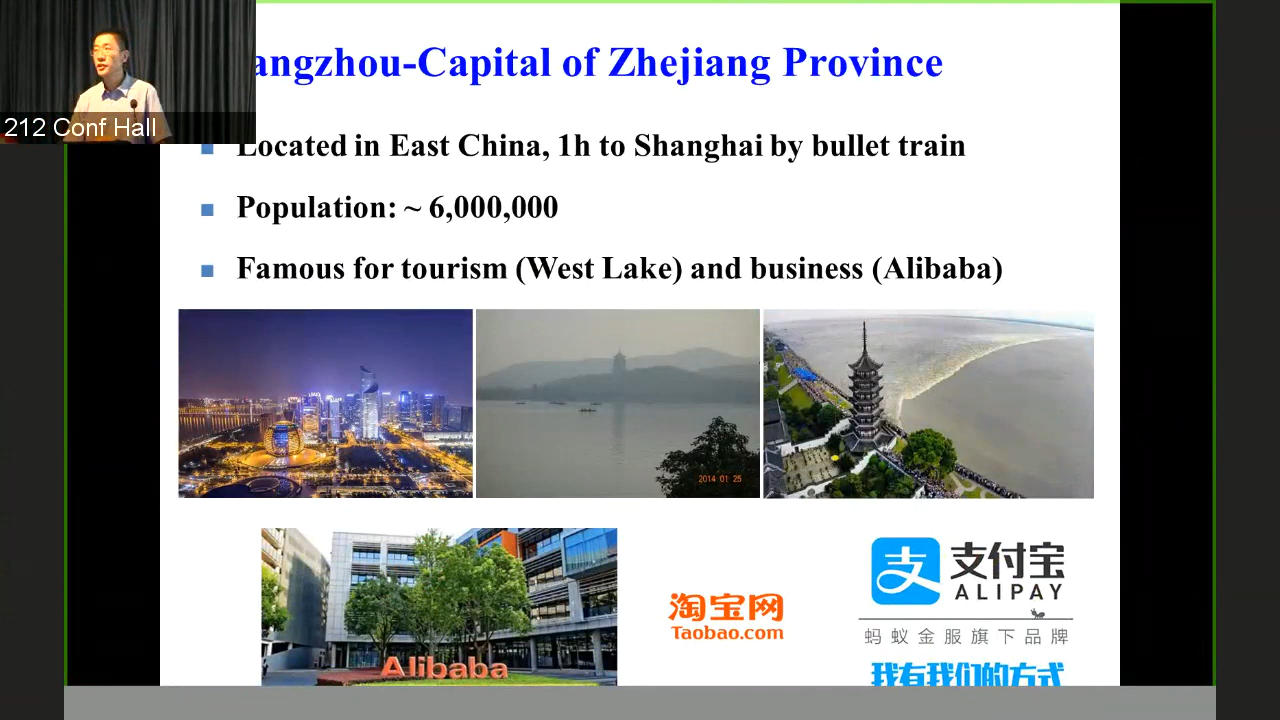 angzhou-Capital of Zhejiang Province
212 Conf Hall
Located in East China, 1h to Shanghai by bullet train
Population: ~ 6,000,000
Famous for tourism (West Lake) and business (Alibaba)
2014 01 25
Alibaba
淘宝网
Taobao.com
支 支付宝
ALIPAY
蚂蚁金服旗下品牌
我有我们的方式